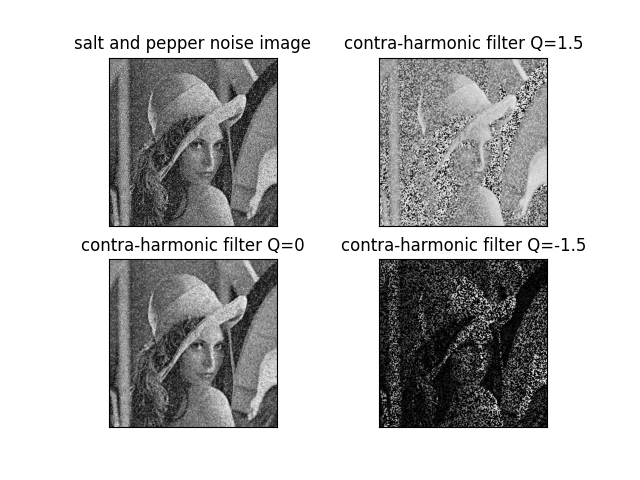 salt and pepper noise image
contra-harmonic filter Q=1.5
contra-harmonic filter Q=0
contra-harmonic filter Q=-1.5